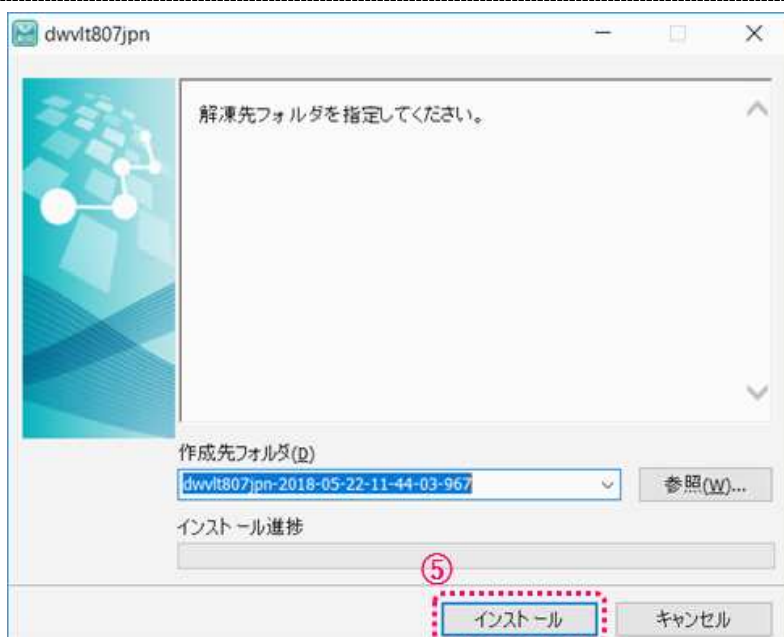 dwvlt807jpn
解凍先フォルダを指定してください。
作成先フォルダ(D)
dwvlt807jpn-2018-05-22-11-44-03-967
参照(W)...
インストール進捗
⑤
インストール
キャンセル